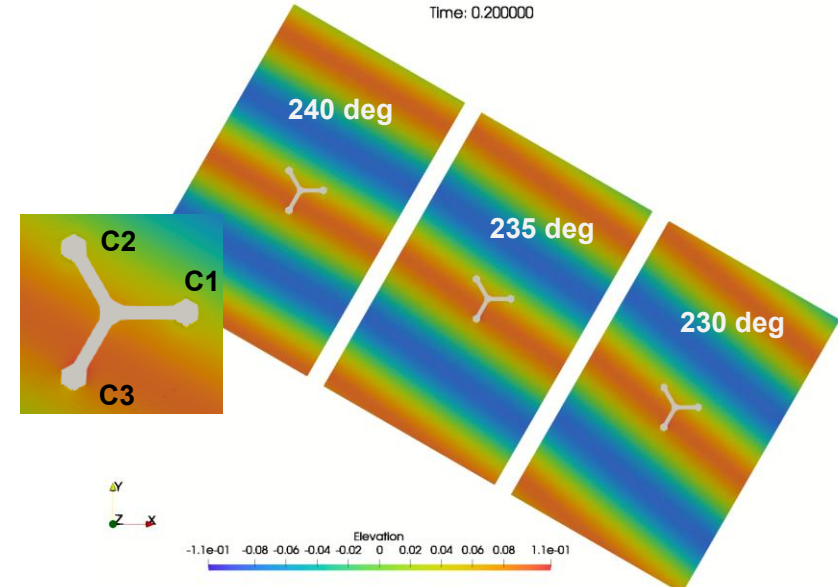 Time: 0.200000
240 deg
235 deg
230 deg
C2
C1
C3
Y
Z X
Elevation
-1.1e-01 -0.08 -0.06 -0.04 -0.02 0 0.02 0.04 0.06 0.08 1.1e-01